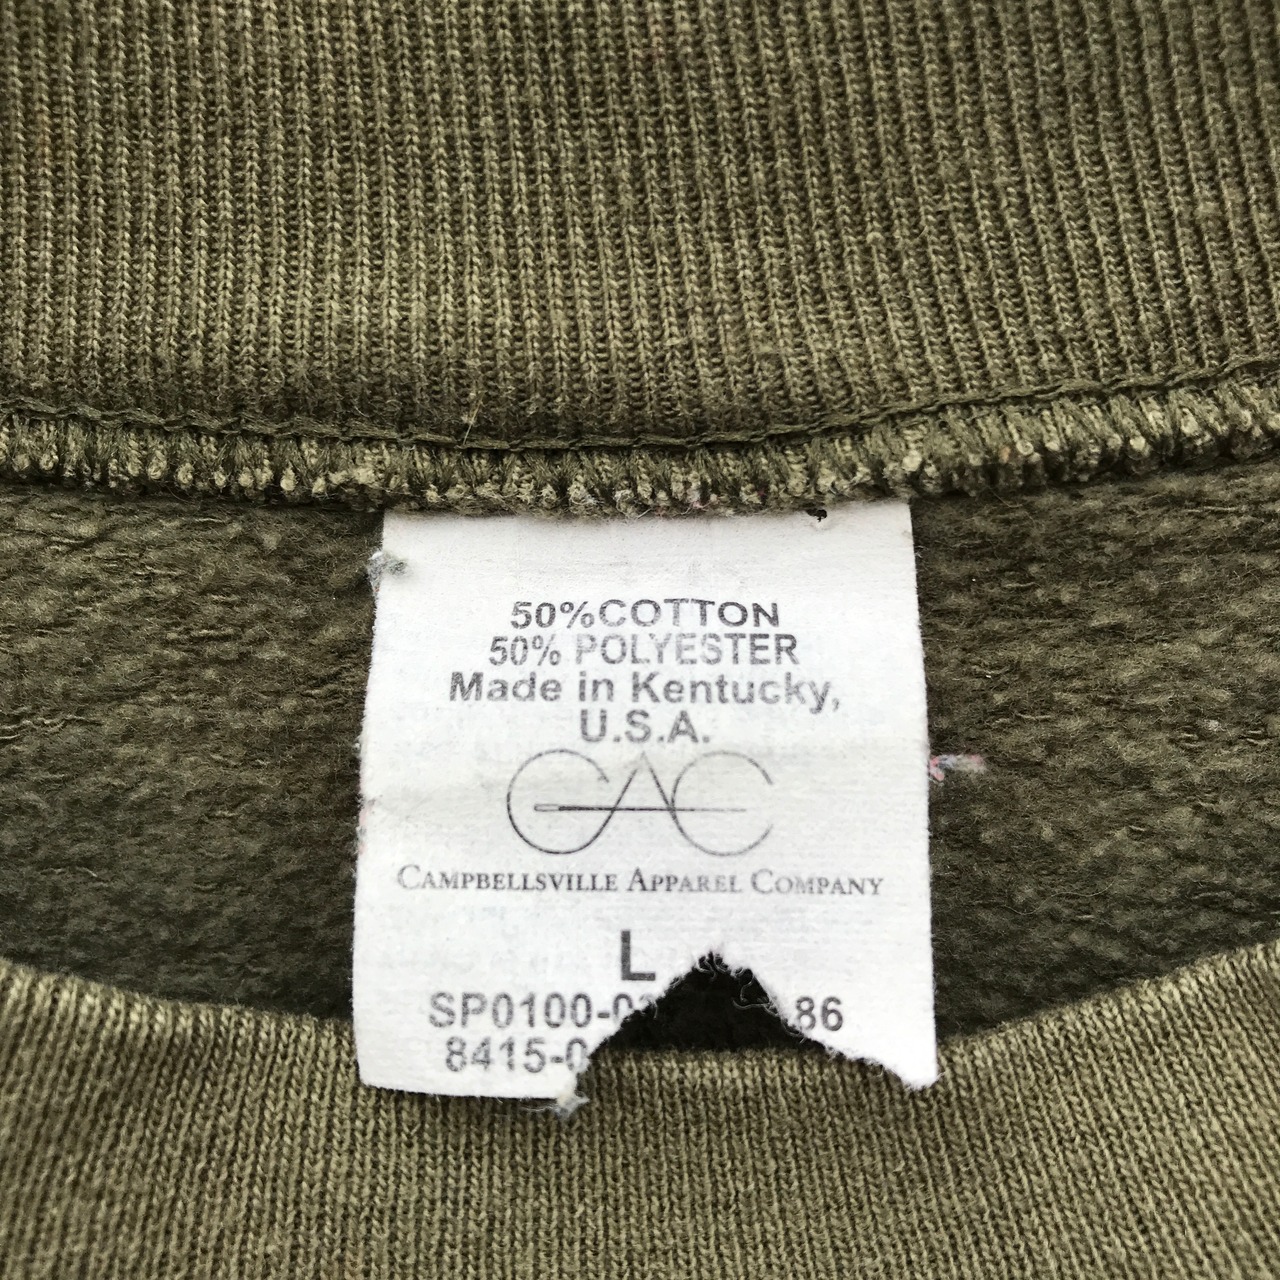 50%COTTON
50% POLYESTER
Made in Kentucky,
U.S.A.
CAC
CAMPBELLSVILLE APPAREL COMPANY
L
SP0100-0 86
8415-0